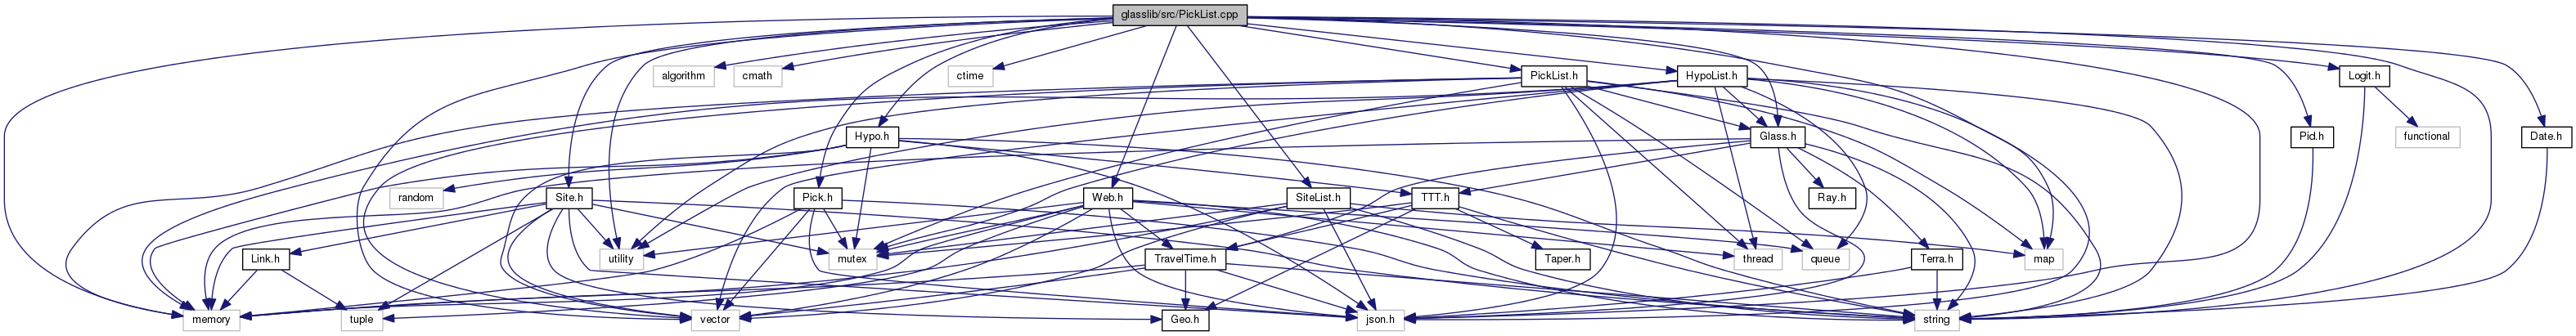 glasslib/src/PickList.cpp
algorithm
cmath
ctime
PickList.h
HypoList.h
Logit.h
Hypo.h
Glass.h
Pid.h
functional
Date.h
random
Site.h
Pick.h
Web.h
SiteList.h
TTT.h
Ray.h
Link.h
utility
mutex
TravelTime.h
Taper.h
thread
queue
Terra.h
map
memory
tuple
vector
Geo.h
json.h
string